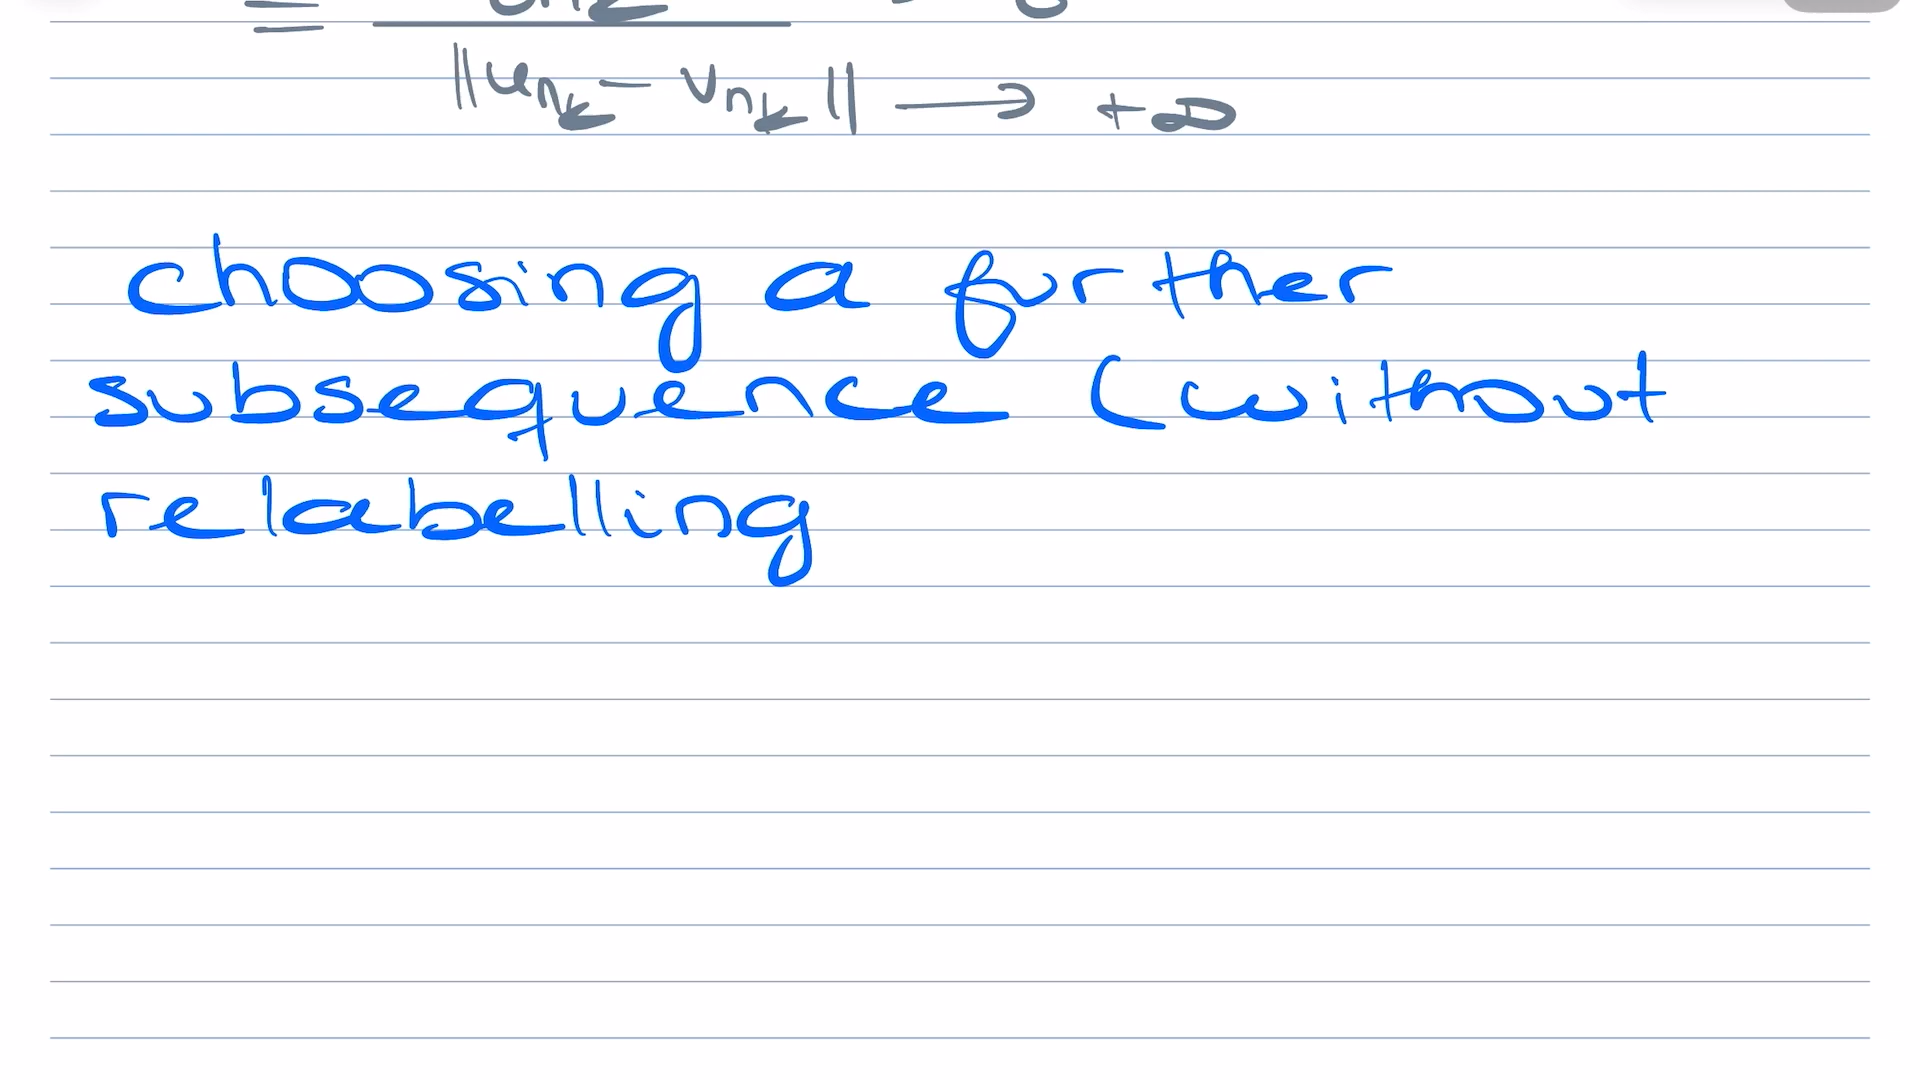 ‖u_{n_k} - v_{n_k}‖ → +∞
choosing a further
subsequence (without
relabelling